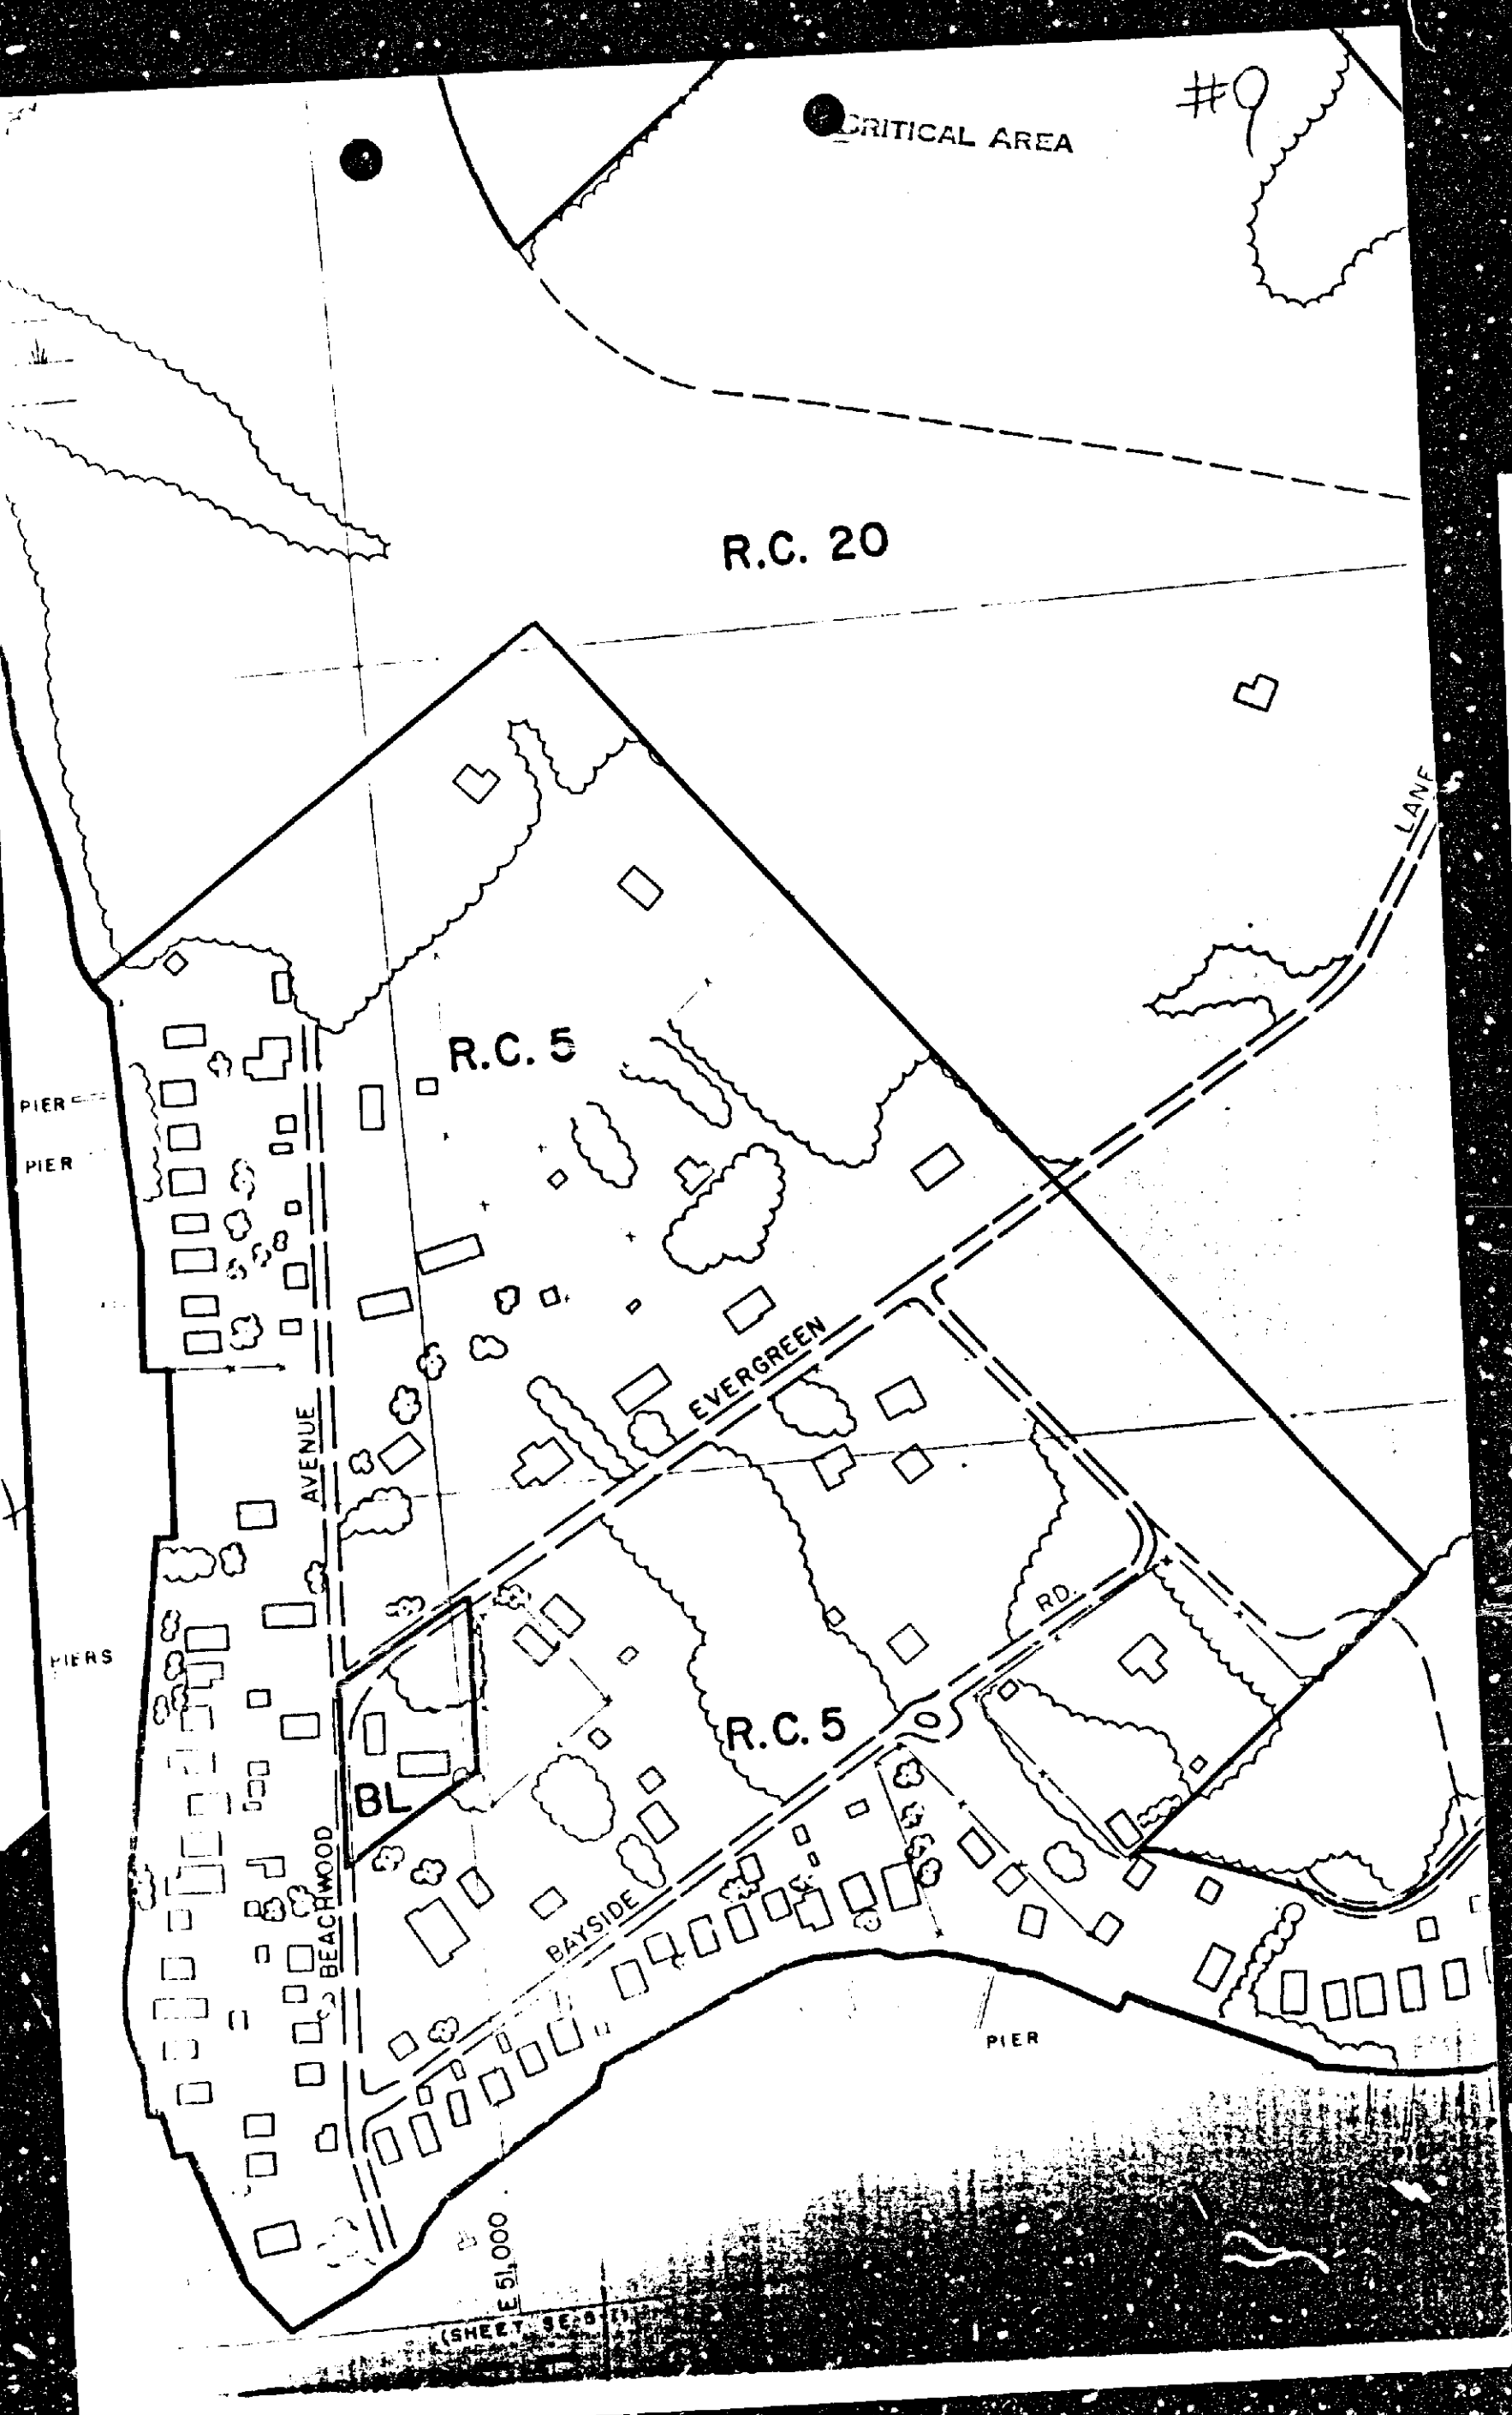 #9
CRITICAL AREA
R.C. 20
LANE
R.C. 5
PIER
PIER
EVERGREEN
AVENUE
RD.
PIERS
R.C. 5
BL
BEACHWOOD
BAYSIDE
PIER
E 51,000
(SHEET